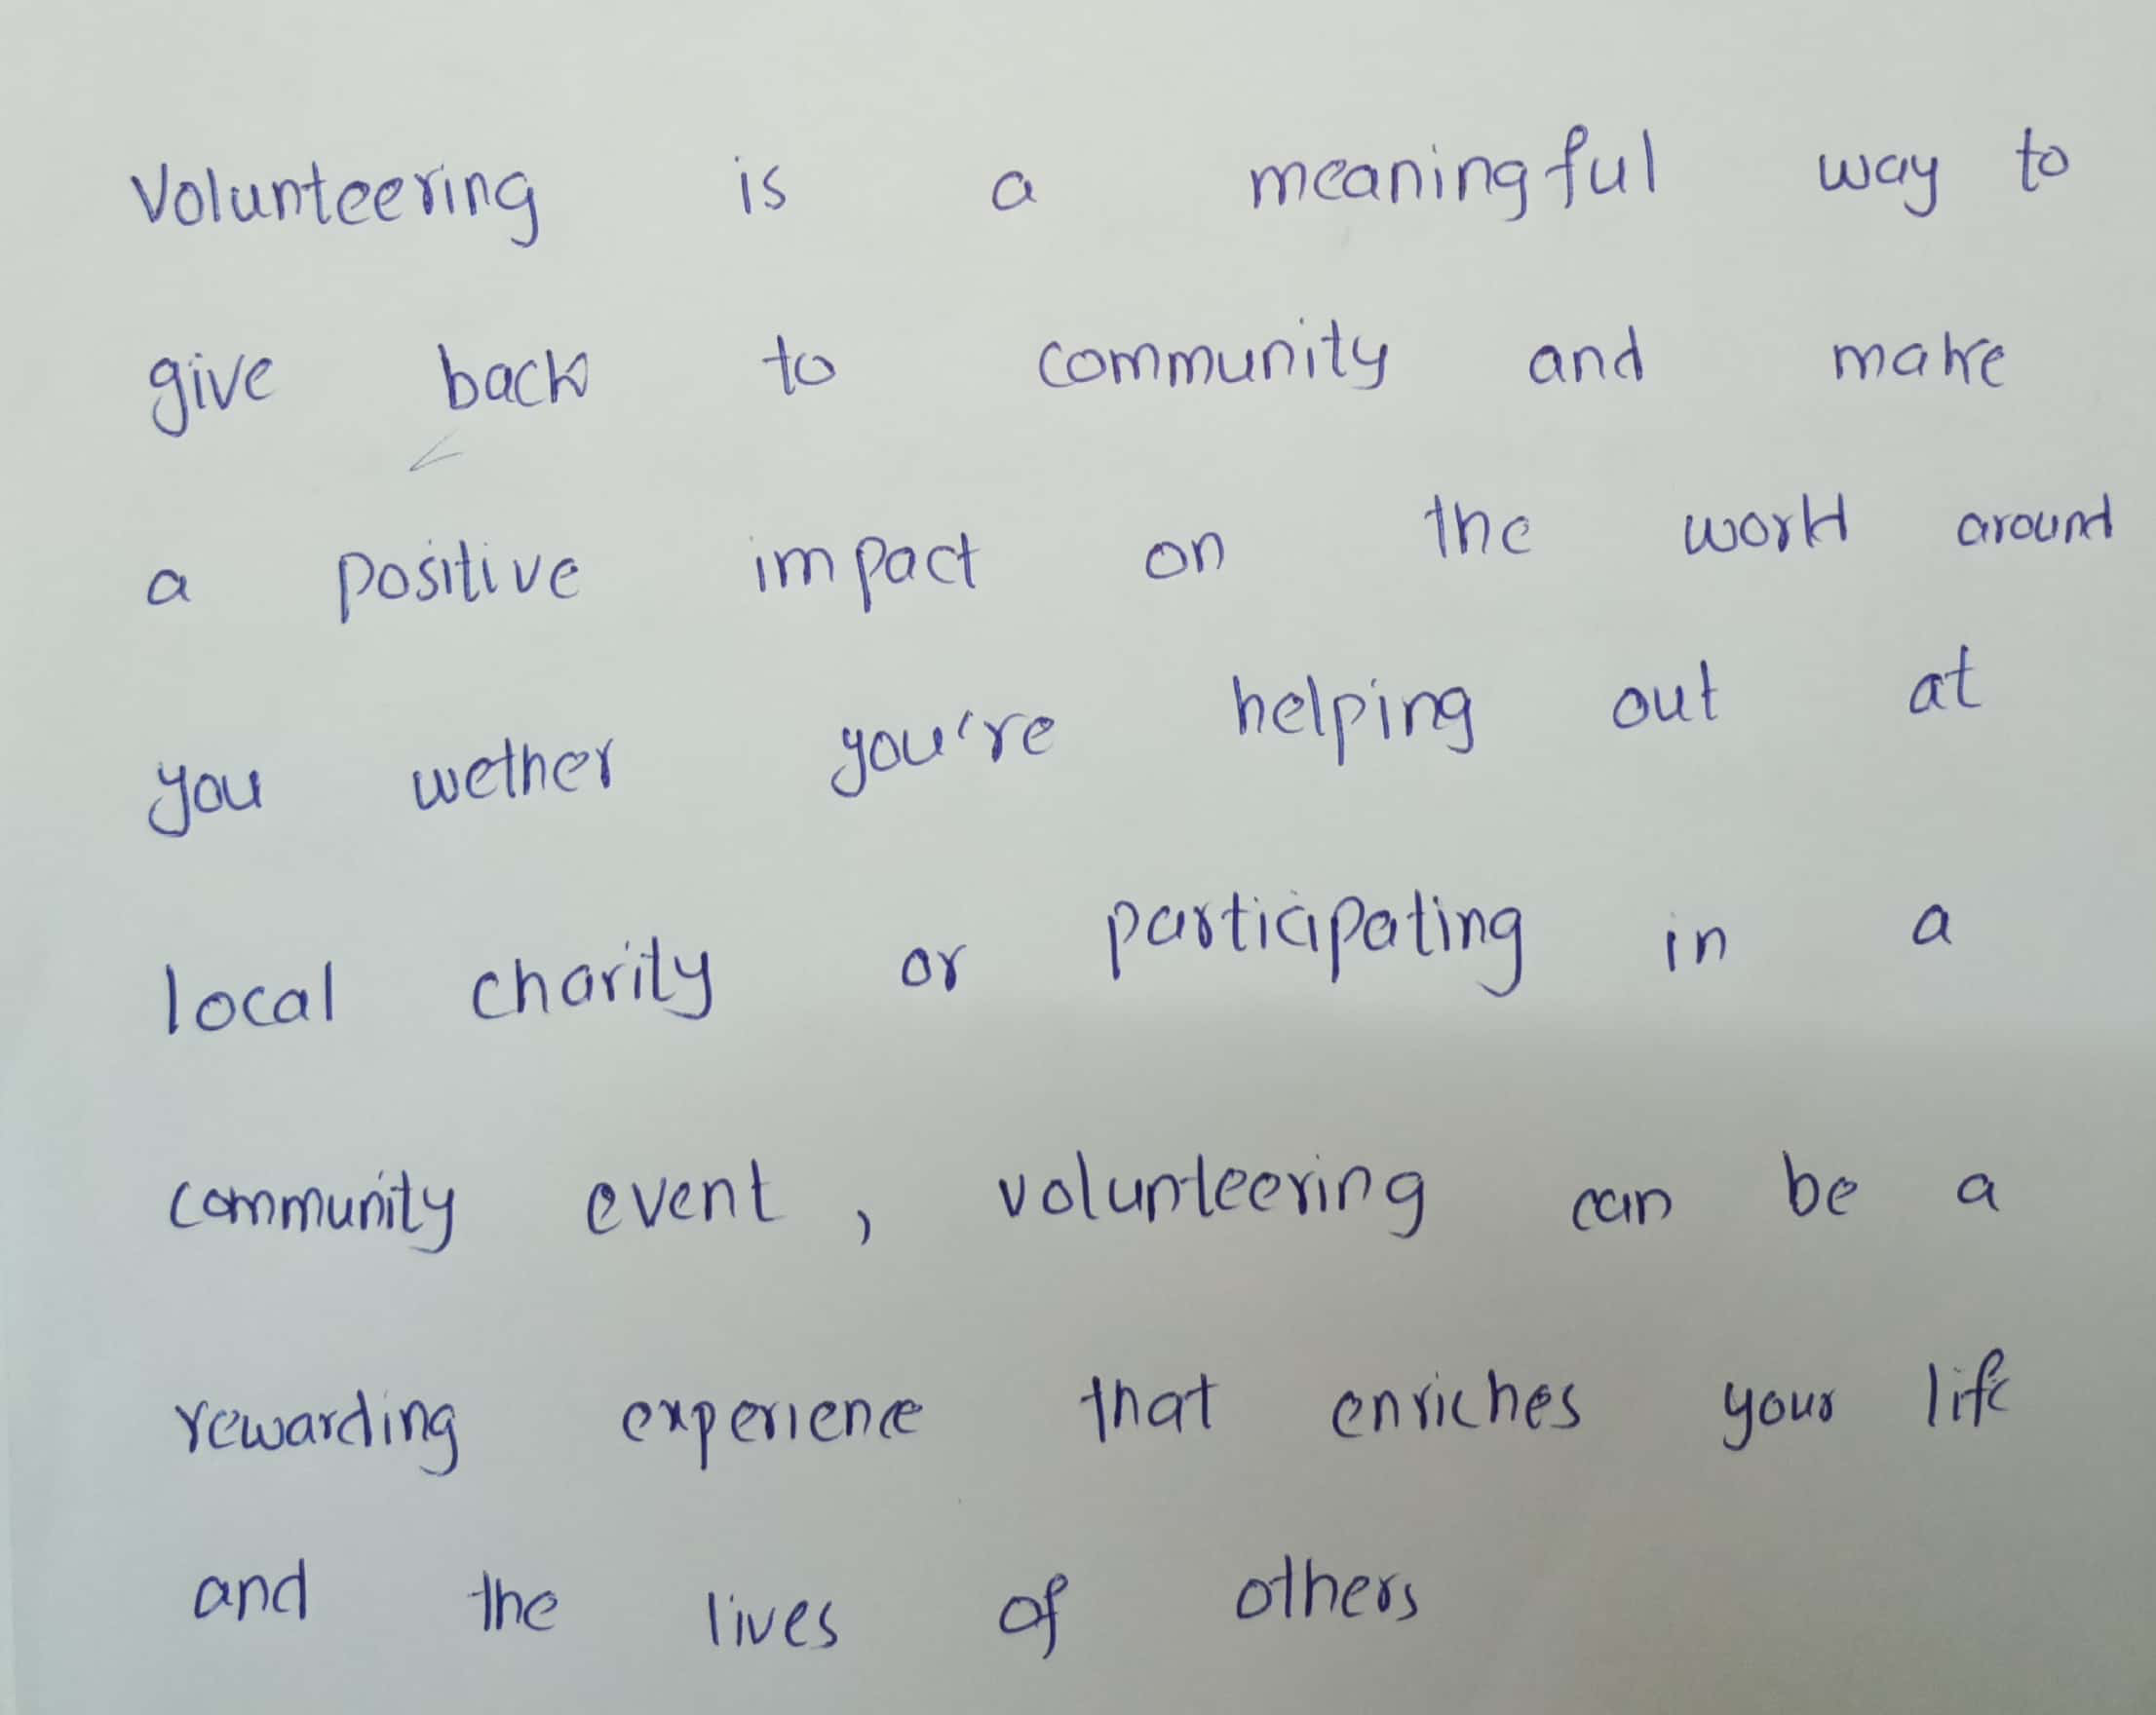 Volunteering is a meaningful way to
give back to community and make
a positive impact on the world around
you wether you're helping out at
local charity or participating in a
community event , volunteering can be a
rewarding experience that enriches your life
and the lives of others